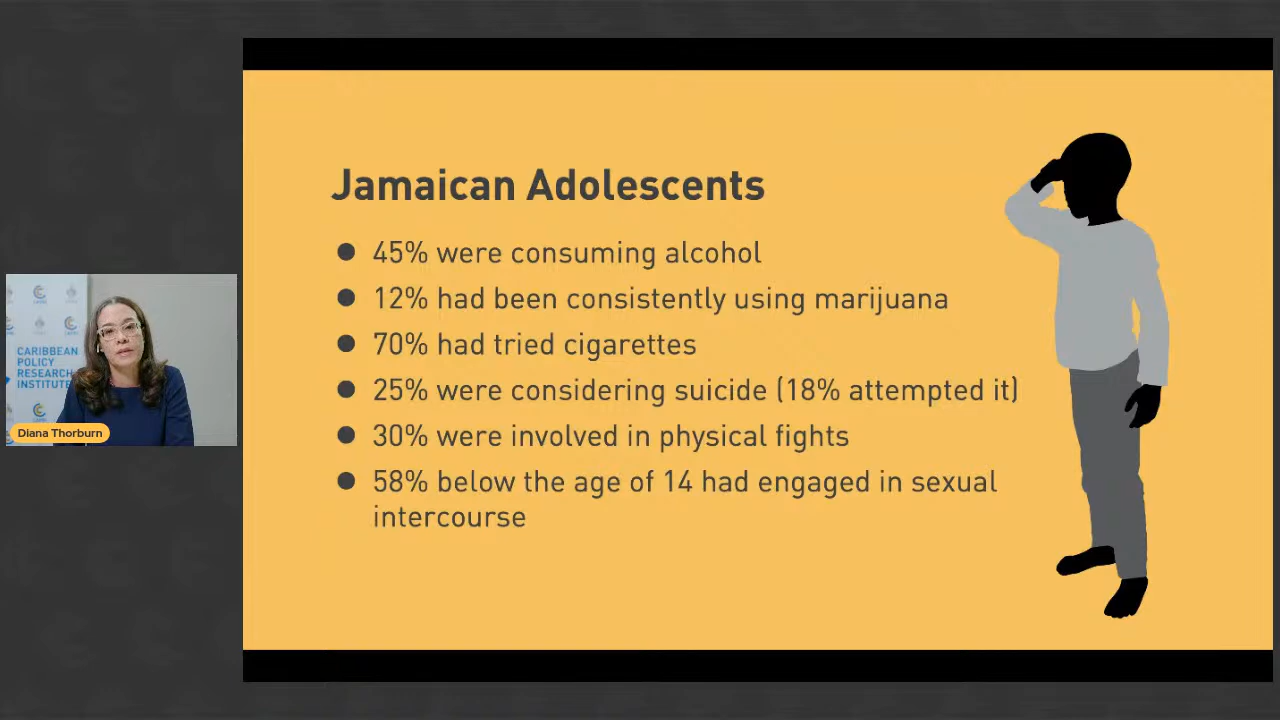 Jamaican Adolescents
● 45% were consuming alcohol
● 12% had been consistently using marijuana
● 70% had tried cigarettes
● 25% were considering suicide (18% attempted it)
● 30% were involved in physical fights
● 58% below the age of 14 had engaged in sexual
intercourse
CARIBBEAN
POLICY
RESEARCH
INSTITUTE
Diana Thorburn